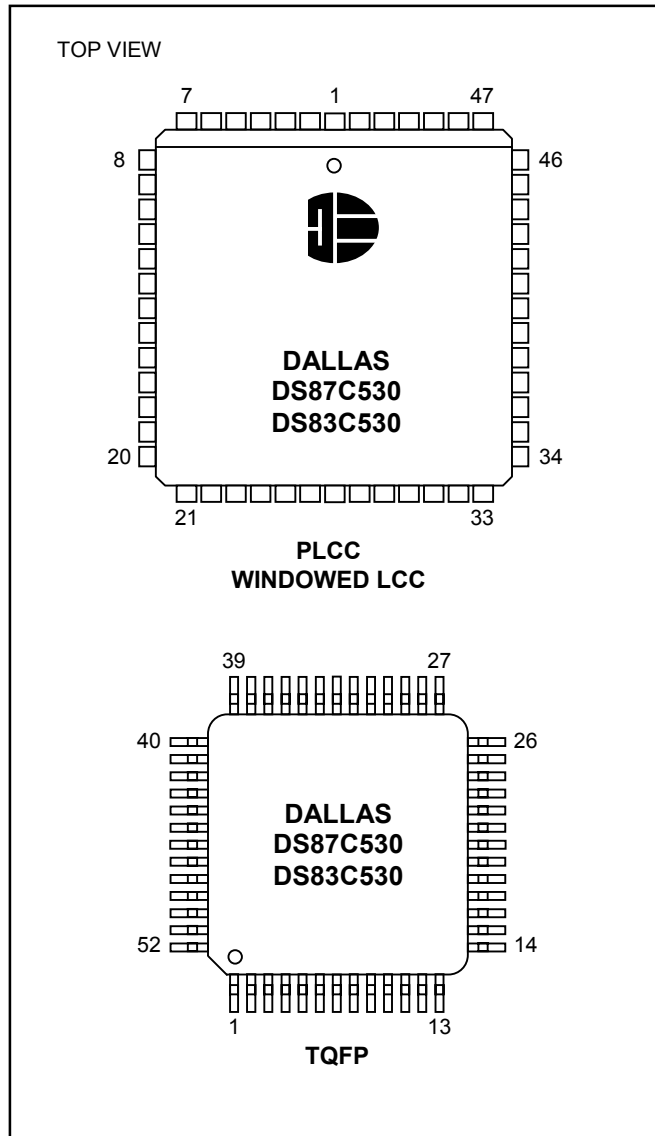 TOP VIEW
7 1 47
8 46
DALLAS
DS87C530
DS83C530
20 34
21 33
PLCC
WINDOWED LCC
39 27
40 26
DALLAS
DS87C530
DS83C530
52 14
1 13
TQFP